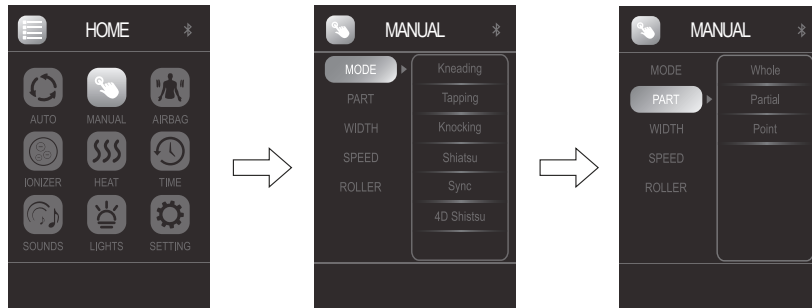 HOME
AUTO MANUAL AIRBAG
IONIZER HEAT TIME
SOUNDS LIGHTS SETTING
MANUAL
MODE Kneading
PART Tapping
WIDTH Knocking
SPEED Shiatsu
ROLLER Sync
4D Shistsu
MANUAL
MODE Whole
PART Partial
WIDTH Point
SPEED
ROLLER